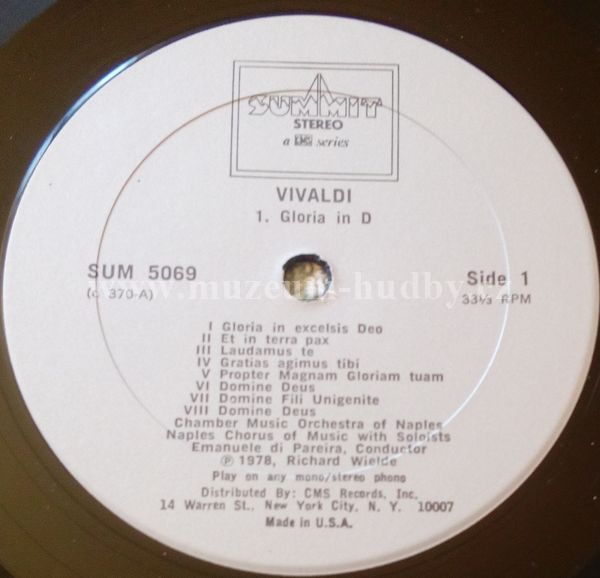 SUMMIT
STEREO
a CMS series
VIVALDI
1. Gloria in D
SUM 5069
(c. 370-A)
Side 1
33⅓ RPM
www.muzeum-hudby.cz
I Gloria in excelsis Deo
II Et in terra pax
III Laudamus te
IV Gratias agimus tibi
V Propter Magnam Gloriam tuam
VI Domine Deus
VII Domine Fili Unigenite
VIII Domine Deus
Chamber Music Orchestra of Naples
Naples Chorus of Music with Soloists
Emanuele di Pareira, Conductor
℗ 1978, Richard Wielde
Play on any mono/stereo phono
Distributed By: CMS Records, Inc.
14 Warren St., New York City, N. Y. 10007
Made in U.S.A.